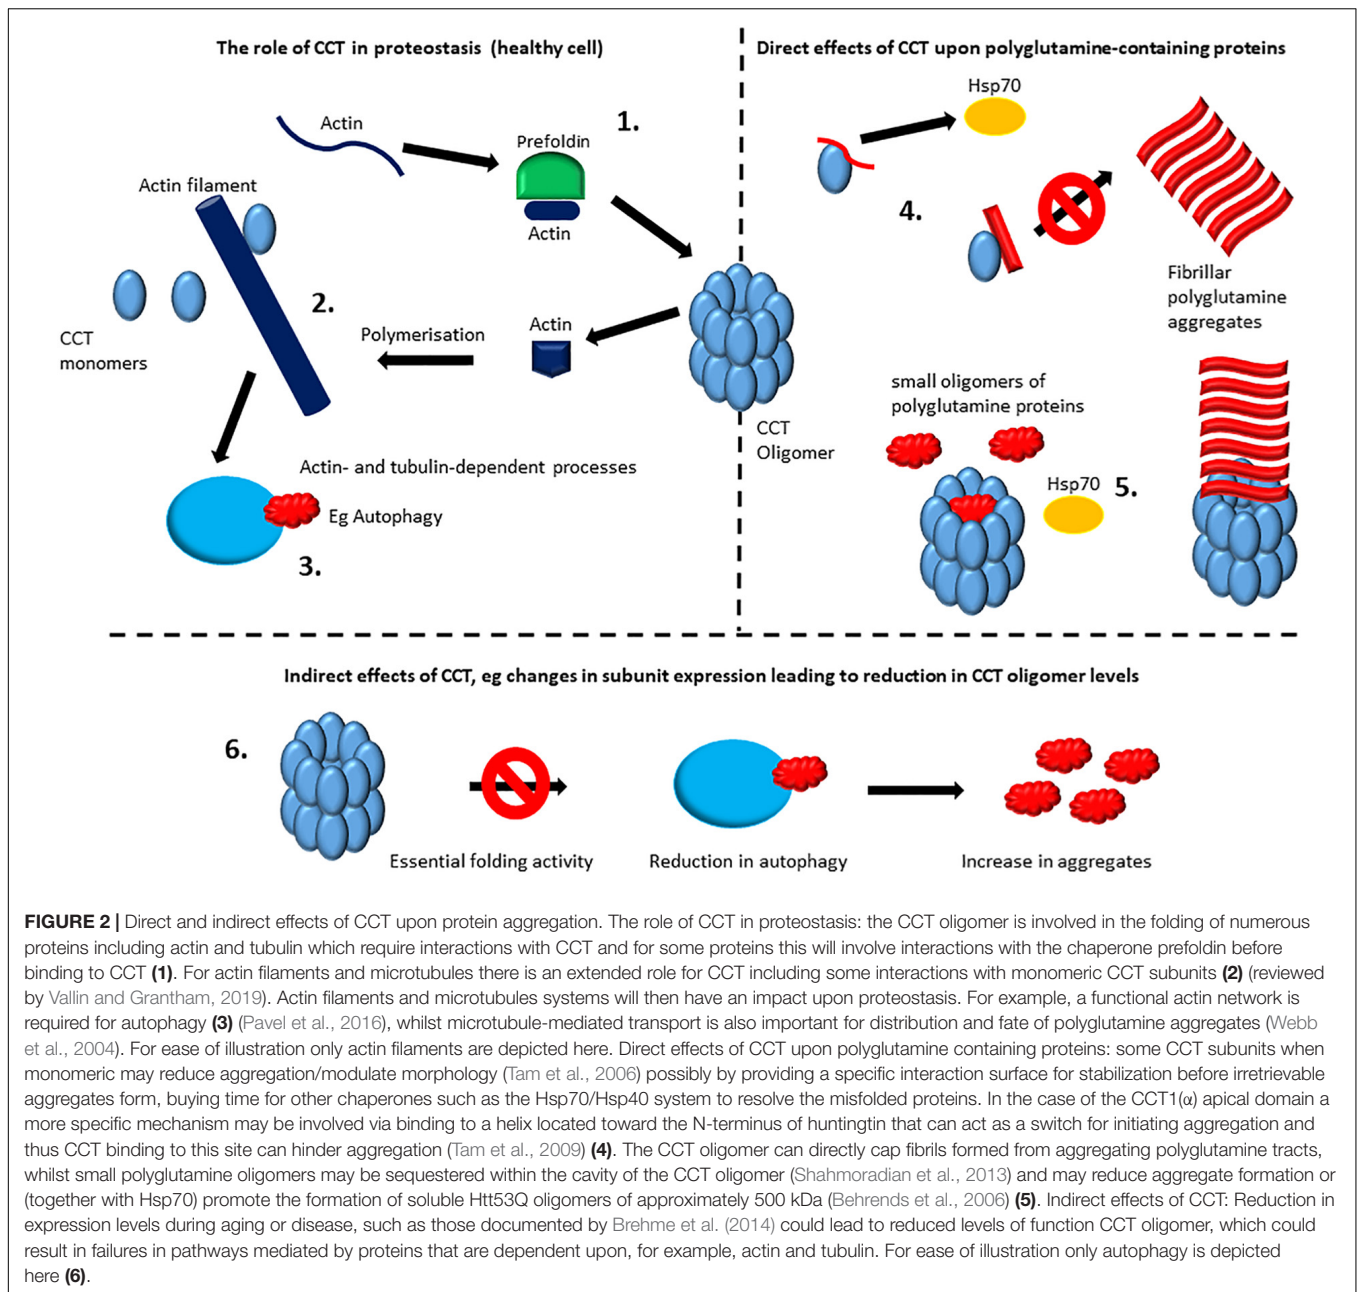 The role of CCT in proteostasis (healthy cell)
Actin
Prefoldin
1.
Actin
Actin filament
CCT
monomers
2.
Polymerisation
Actin
CCT
Oligomer
Actin- and tubulin-dependent processes
Eg Autophagy
3.
Direct effects of CCT upon polyglutamine-containing proteins
Hsp70
4.
Fibrillar
polyglutamine
aggregates
small oligomers of
polyglutamine proteins
Hsp70
5.
Indirect effects of CCT, eg changes in subunit expression leading to reduction in CCT oligomer levels
6.
Essential folding activity
Reduction in autophagy
Increase in aggregates
FIGURE 2 | Direct and indirect effects of CCT upon protein aggregation. The role of CCT in proteostasis: the CCT oligomer is involved in the folding of numerous
proteins including actin and tubulin which require interactions with CCT and for some proteins this will involve interactions with the chaperone prefoldin before
binding to CCT (1). For actin filaments and microtubules there is an extended role for CCT including some interactions with monomeric CCT subunits (2) (reviewed
by Vallin and Grantham, 2019). Actin filaments and microtubules systems will then have an impact upon proteostasis. For example, a functional actin network is
required for autophagy (3) (Pavel et al., 2016), whilst microtubule-mediated transport is also important for distribution and fate of polyglutamine aggregates (Webb
et al., 2004). For ease of illustration only actin filaments are depicted here. Direct effects of CCT upon polyglutamine containing proteins: some CCT subunits when
monomeric may reduce aggregation/modulate morphology (Tam et al., 2006) possibly by providing a specific interaction surface for stabilization before irretrievable
aggregates form, buying time for other chaperones such as the Hsp70/Hsp40 system to resolve the misfolded proteins. In the case of the CCT1(α) apical domain a
more specific mechanism may be involved via binding to a helix located toward the N-terminus of huntingtin that can act as a switch for initiating aggregation and
thus CCT binding to this site can hinder aggregation (Tam et al., 2009) (4). The CCT oligomer can directly cap fibrils formed from aggregating polyglutamine tracts,
whilst small polyglutamine oligomers may be sequestered within the cavity of the CCT oligomer (Shahmoradian et al., 2013) and may reduce aggregate formation or
(together with Hsp70) promote the formation of soluble Htt53Q oligomers of approximately 500 kDa (Behrends et al., 2006) (5). Indirect effects of CCT: Reduction in
expression levels during aging or disease, such as those documented by Brehme et al. (2014) could lead to reduced levels of function CCT oligomer, which could
result in failures in pathways mediated by proteins that are dependent upon, for example, actin and tubulin. For ease of illustration only autophagy is depicted
here (6).